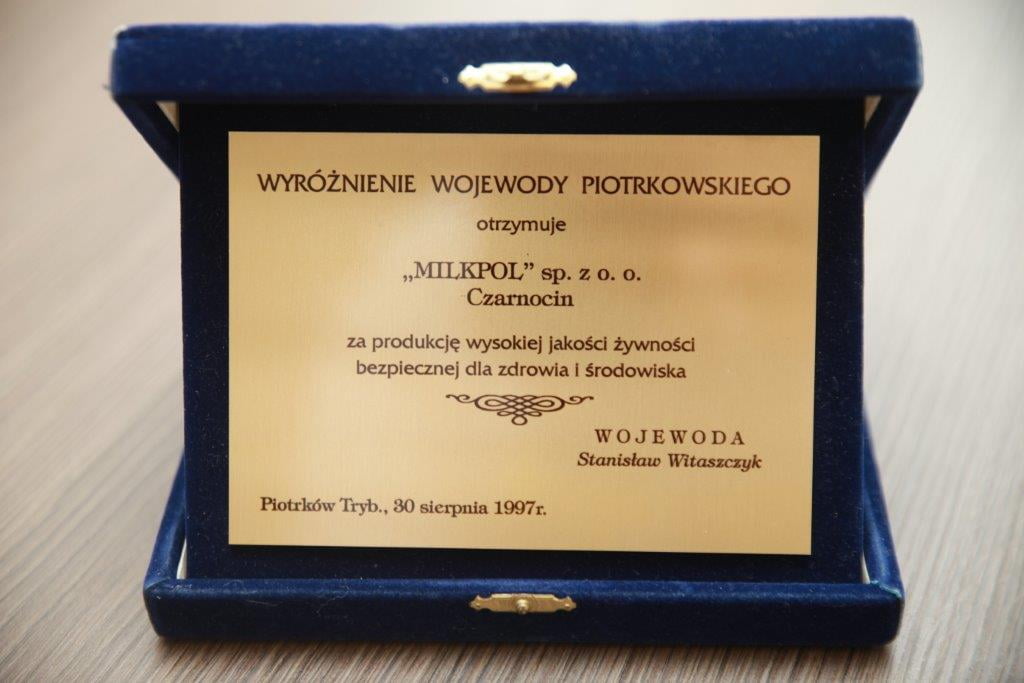 WYRÓŻNIENIE WOJEWODY PIOTRKOWSKIEGO
otrzymuje
„MILKPOL” sp. z o. o.
Czarnocin
za produkcję wysokiej jakości żywności
bezpiecznej dla zdrowia i środowiska
WOJEWODA
Stanisław Witaszczyk
Piotrków Tryb., 30 sierpnia 1997r.